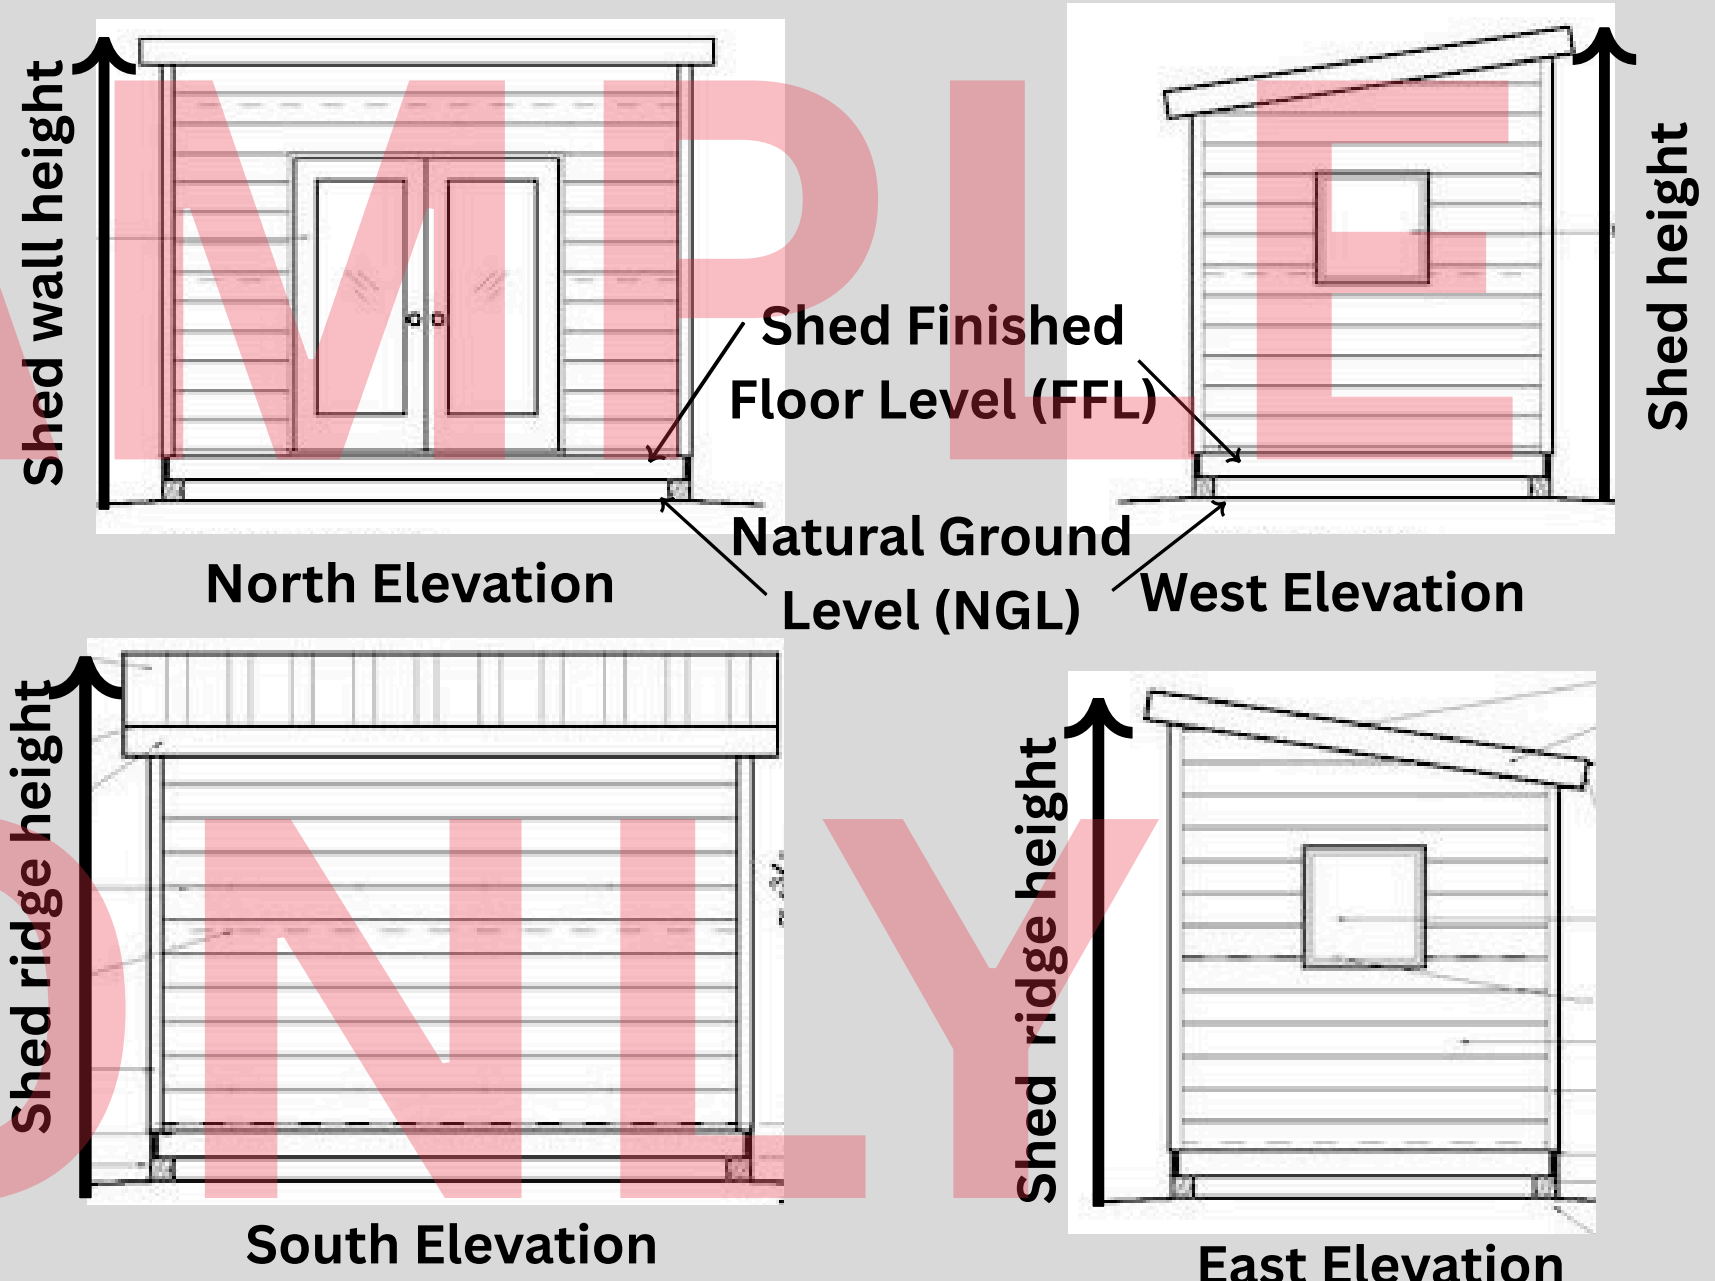 Shed wall height
Shed Finished
Floor Level (FFL)
Shed height
Natural Ground
Level (NGL)
North Elevation
West Elevation
Shed ridge height
Shed ridge height
South Elevation
East Elevation
AMPLE
ONLY